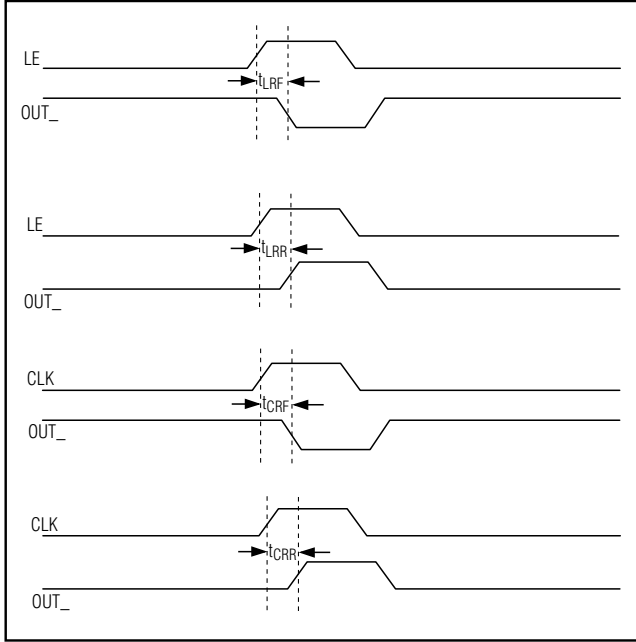 LE
tLRF
OUT_
LE
tLRR
OUT_
CLK
tCRF
OUT_
CLK
tCRR
OUT_